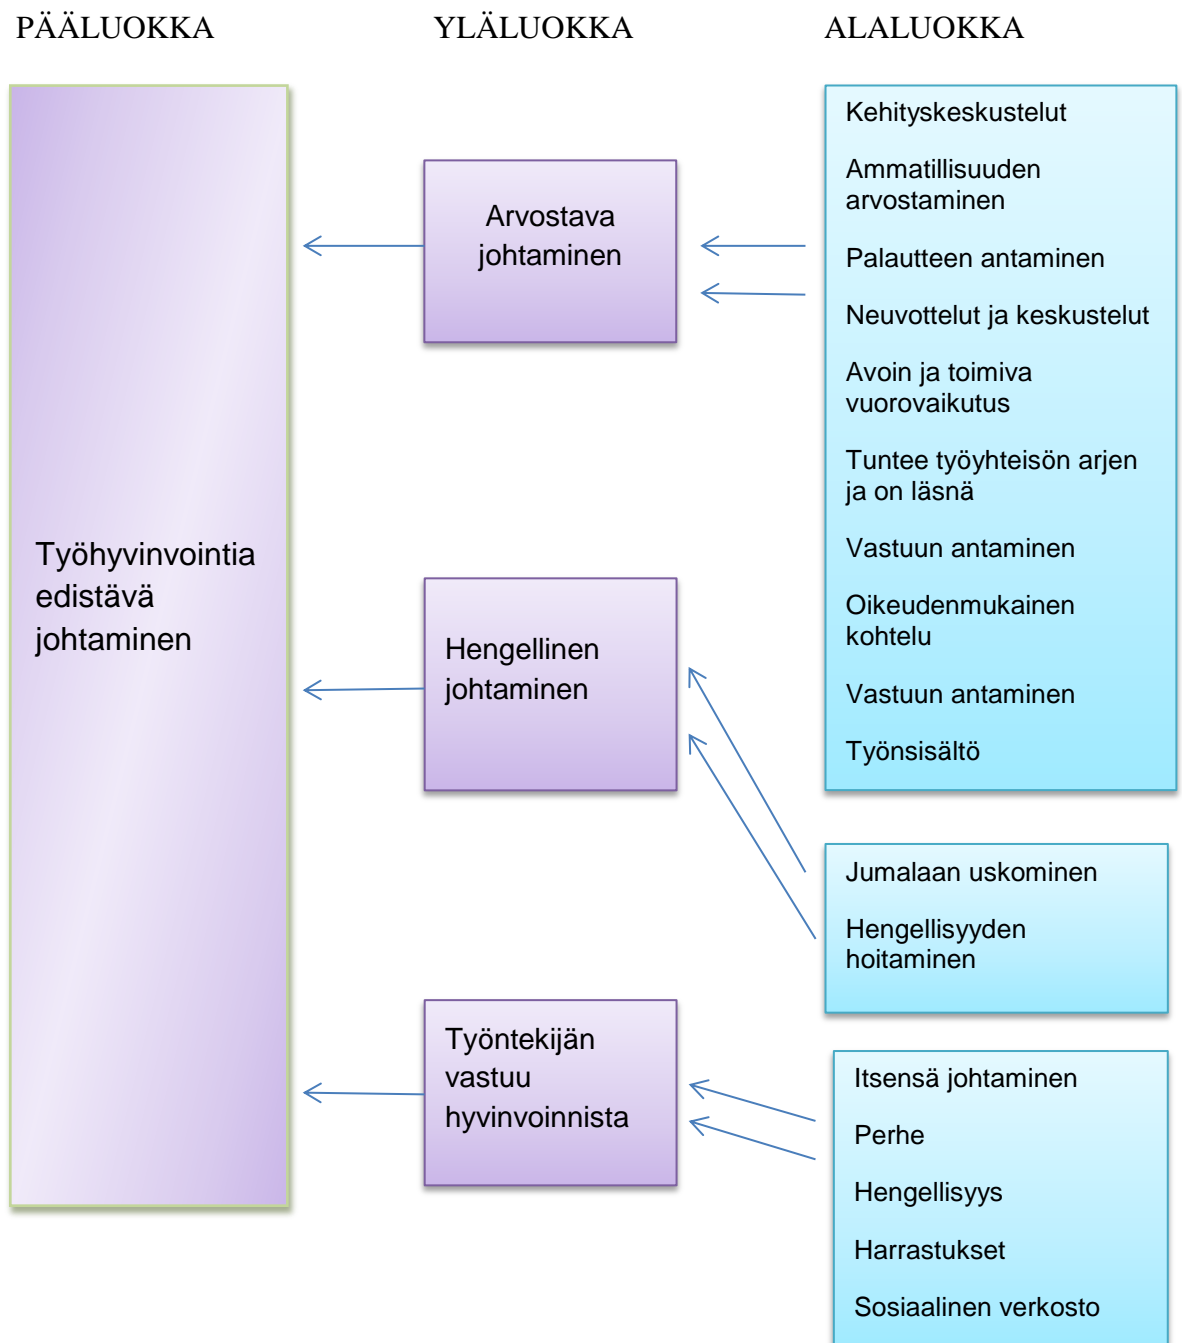 PÄÄLUOKKA YLÄLUOKKA ALALUOKKA
Työhyvinvointia
edistävä
johtaminen
Arvostava
johtaminen
Hengellinen
johtaminen
Työntekijän
vastuu
hyvinvoinnista
Kehityskeskustelut
Ammatillisuuden
arvostaminen
Palautteen antaminen
Neuvottelut ja keskustelut
Avoin ja toimiva
vuorovaikutus
Tuntee työyhteisön arjen
ja on läsnä
Vastuun antaminen
Oikeudenmukainen
kohtelu
Vastuun antaminen
Työnsisältö
Jumalaan uskominen
Hengellisyyden
hoitaminen
Itsensä johtaminen
Perhe
Hengellisyys
Harrastukset
Sosiaalinen verkosto